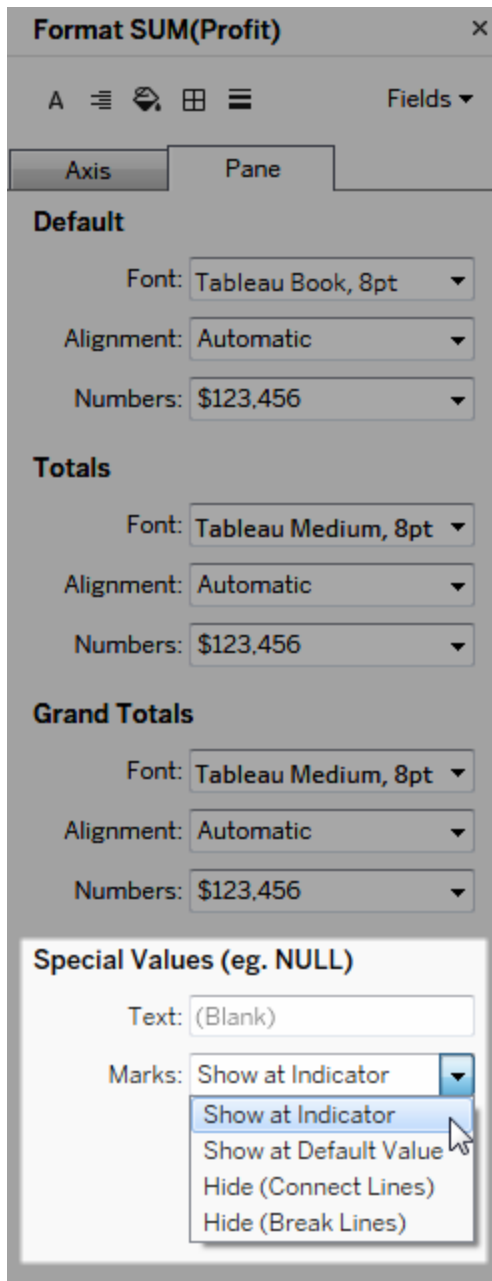 Format SUM(Profit) ×
A Fields
Axis Pane
Default
Font: Tableau Book, 8pt
Alignment: Automatic
Numbers: $123,456
Totals
Font: Tableau Medium, 8pt
Alignment: Automatic
Numbers: $123,456
Grand Totals
Font: Tableau Medium, 8pt
Alignment: Automatic
Numbers: $123,456
Special Values (eg. NULL)
Text: (Blank)
Marks: Show at Indicator
Show at Indicator
Show at Default Value
Hide (Connect Lines)
Hide (Break Lines)